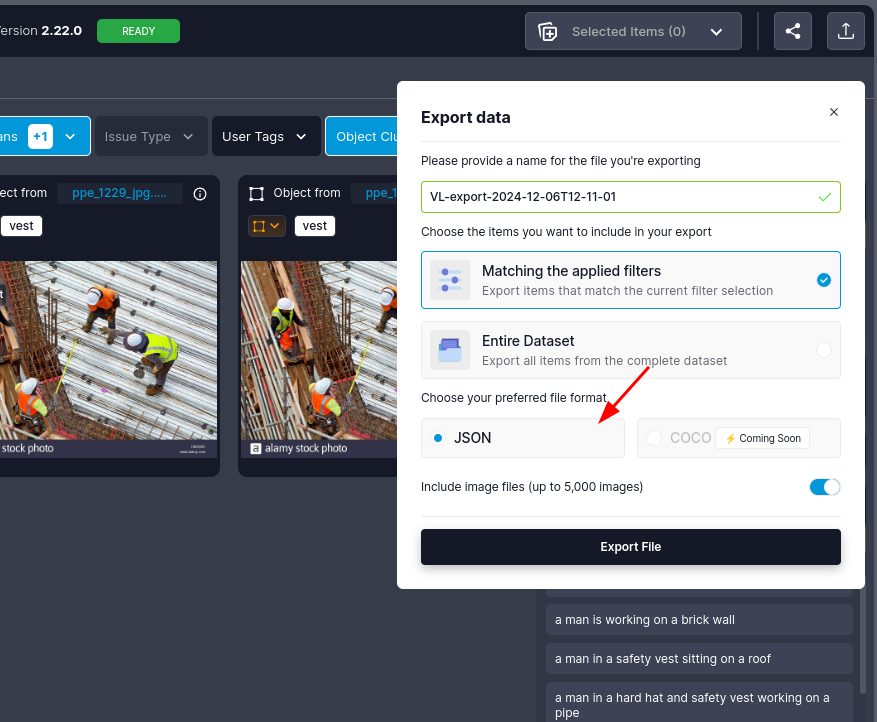 ersion 2.22.0
READY
Selected Items (0)
ans
+1
Issue Type
User Tags
Object Clu
ect from
ppe_1229_jpg.....
Object from
ppe_1
vest
vest
t
stock photo
a alamy stock photo
Export data
Please provide a name for the file you're exporting
VL-export-2024-12-06T12-11-01
Choose the items you want to include in your export
Matching the applied filters
Export items that match the current filter selection
Entire Dataset
Export all items from the complete dataset
Choose your preferred file format
JSON
COCO
⚡ Coming Soon
Include image files (up to 5,000 images)
Export File
a man is working on a brick wall
a man in a safety vest sitting on a roof
a man in a hard hat and safety vest working on a
pipe